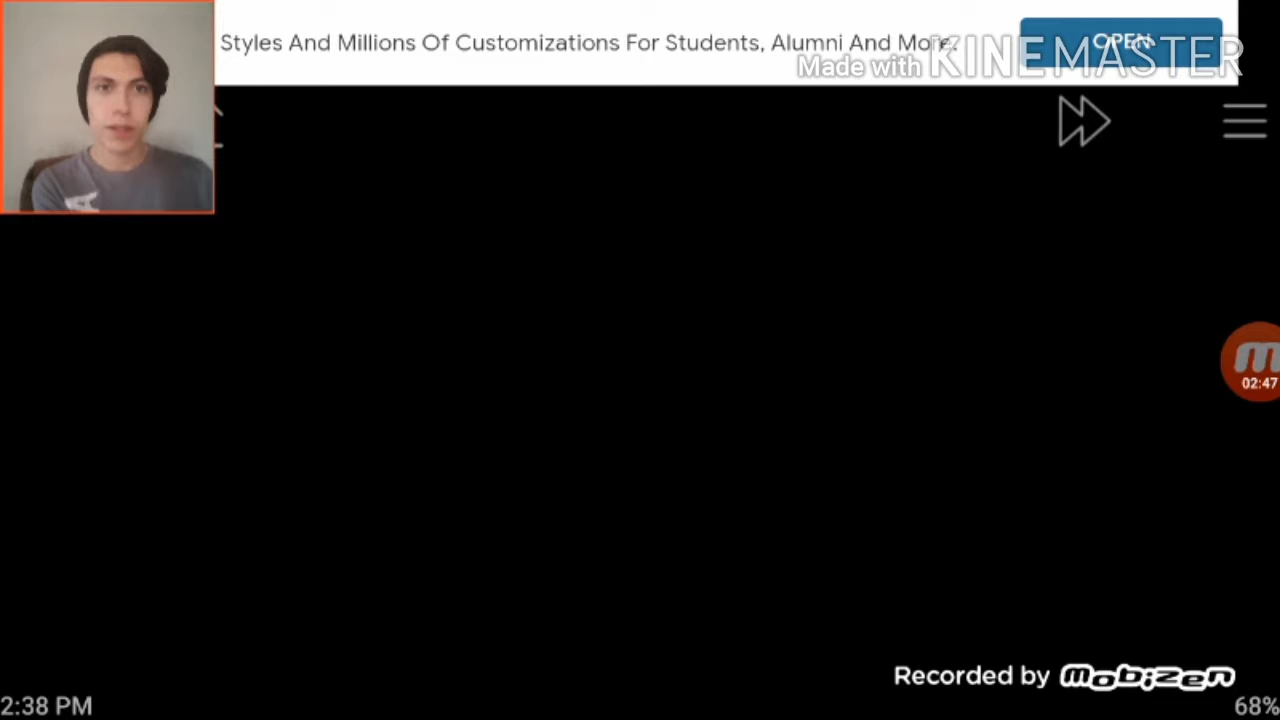 Styles And Millions Of Customizations For Students, Alumni And More.
OPEN
Made with KINEMASTER
02:47
Recorded by mobizen
2:38 PM
68%